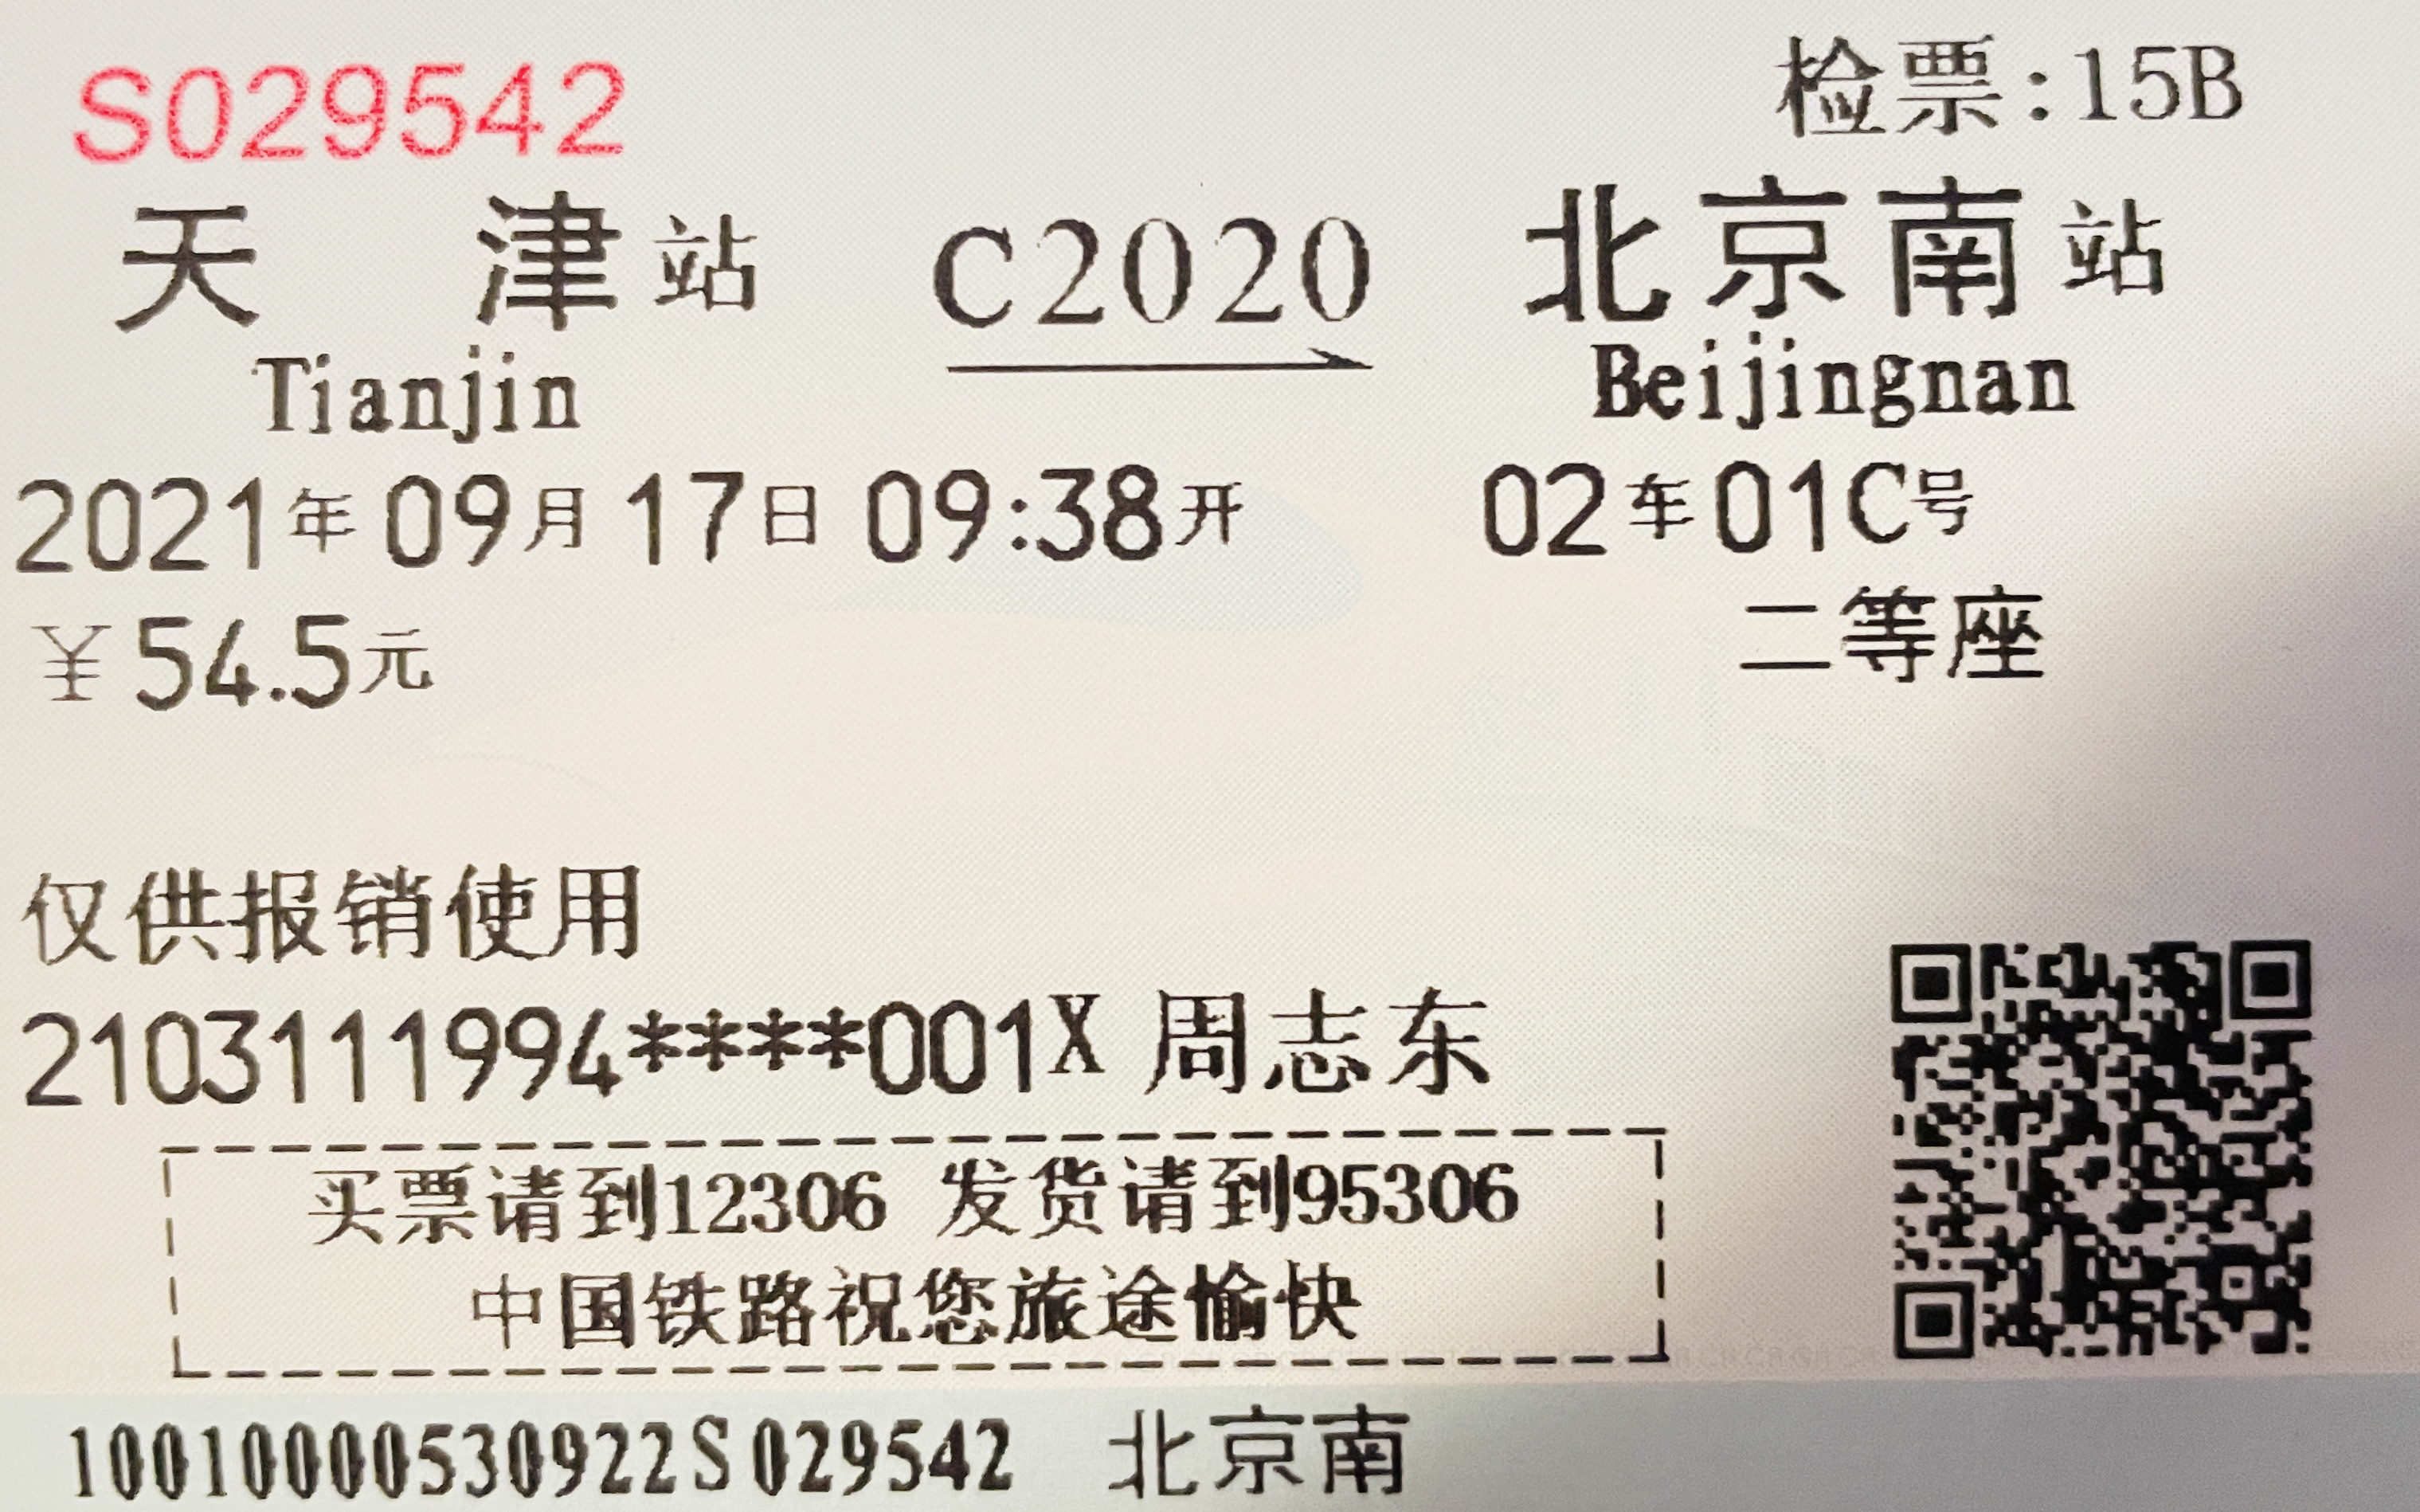 S029542 检票:15B
天津站 C2020 北京南站
Tianjin Beijingnan
2021年09月17日 09:38开 02车01C号
¥54.5元 二等座
仅供报销使用
2103111994****001X 周志东
买票请到12306 发货请到95306
中国铁路祝您旅途愉快
10010000530922S029542 北京南